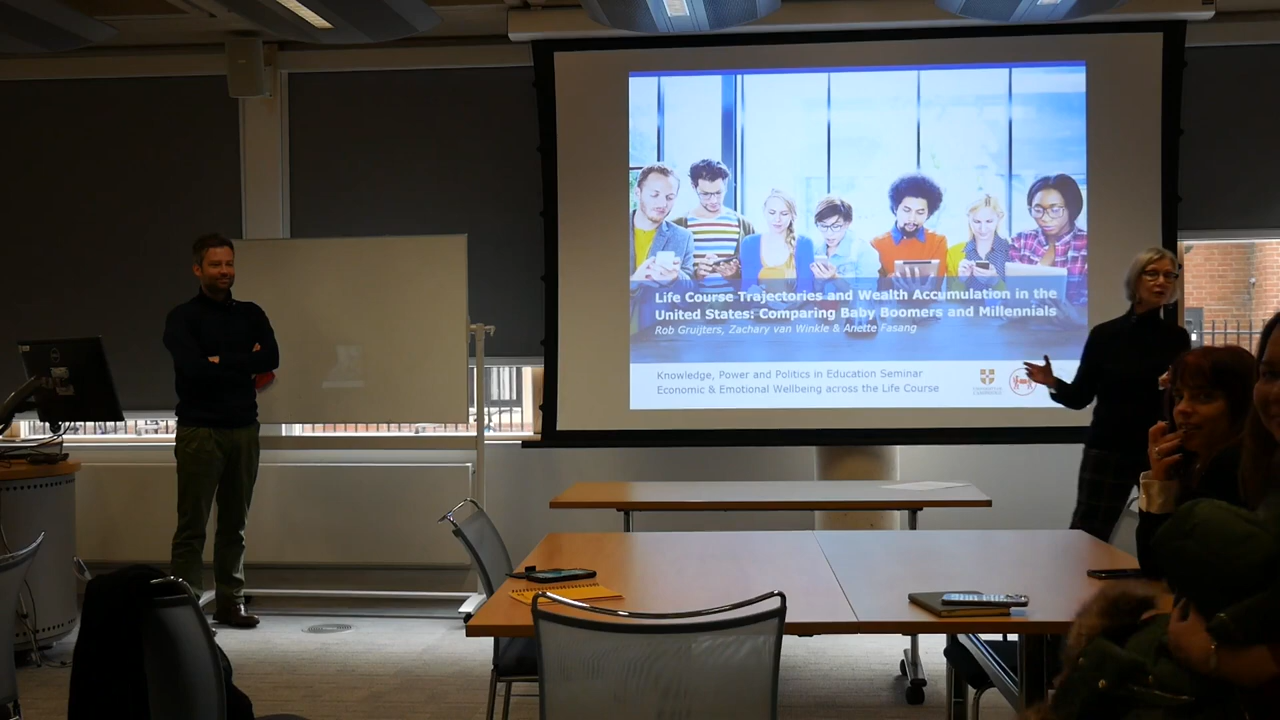 Life Course Trajectories and Wealth Accumulation in the
United States: Comparing Baby Boomers and Millennials
Rob Gruijters, Zachary van Winkle & Anette Fasang
Knowledge, Power and Politics in Education Seminar
Economic & Emotional Wellbeing across the Life Course